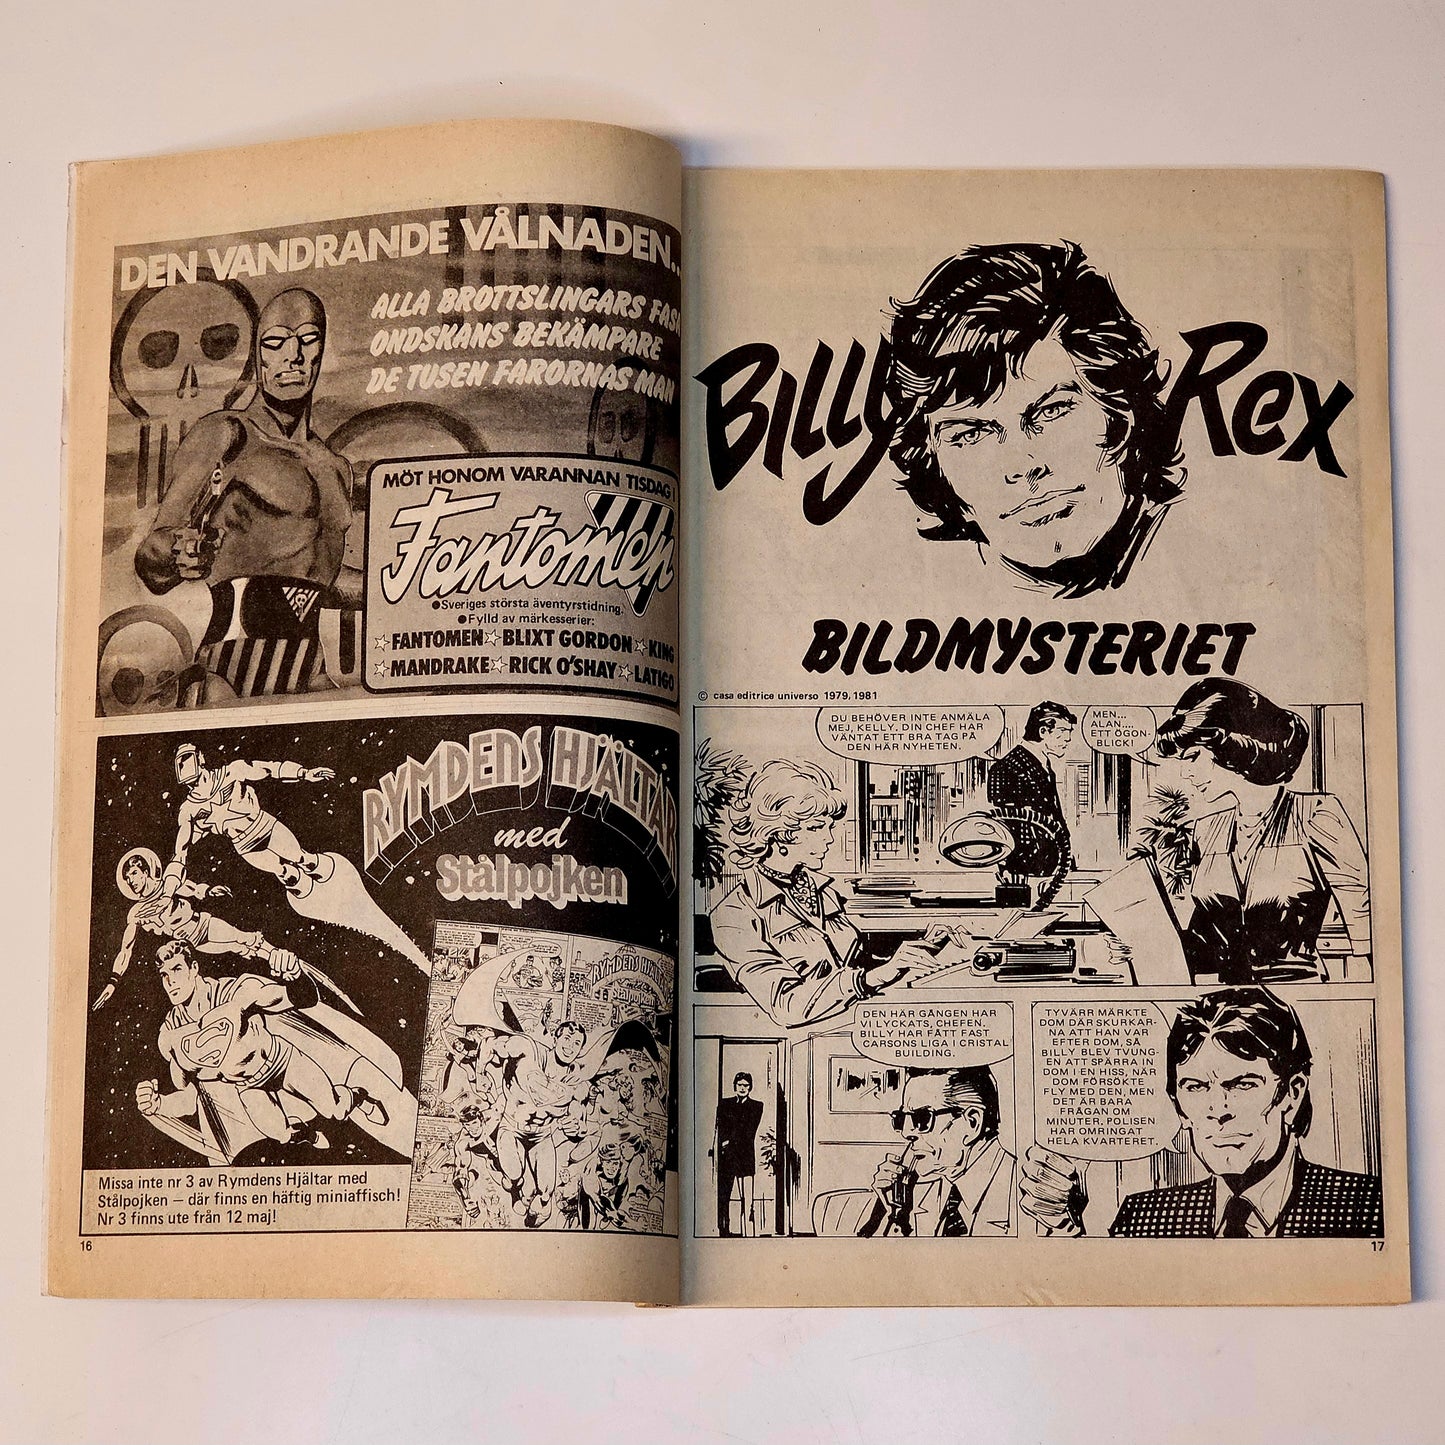 DEN VANDRANDE VÅLNADEN..
ALLA BROTTSLINGARS
ONDSKANS BEKÄMPARE
DE TUSEN FARORNAS MAN
MÖT HONOM VARANNAN TISDAG I
Fantomen
●Sveriges största äventyrstidning.
●Fylld av märkesserier:
☆FANTOMEN☆BLIXT GORDON☆KING
☆MANDRAKE☆RICK O'SHAY☆LATIGO
RYMDENS HJÄLTAR
med
Stålpojken
RYMDENS HJÄLTAR
Stålpojken
Missa inte nr 3 av Rymdens Hjältar med
Stålpojken — där finns en häftig miniaffisch!
Nr 3 finns ute från 12 maj!
16
BILLY REX
BILDMYSTERIET
© casa editrice universo 1979, 1981
DU BEHÖVER INTE ANMÄLA
MEJ, KELLY. DIN CHEF HAR
VÄNTAT ETT BRA TAG PÅ
DEN HÄR NYHETEN.
MEN...
ALAN....
ETT ÖGON-
BLICK!
DEN HÄR GÅNGEN HAR
VI LYCKATS, CHEFEN.
BILLY HAR FÅTT FAST
CARSONS LIGA I CRISTAL
BUILDING.
TYVÄRR MÄRKTE
DOM DÄR SKURKAR-
NA ATT HAN VAR
EFTER DOM, SÅ
BILLY BLEV TVUNG-
EN ATT SPÄRRA IN
DOM I EN HISS, NÄR
DOM FÖRSÖKTE
FLY MED DEN, MEN
DET ÄR BARA
FRÅGAN OM
MINUTER. POLISEN
HAR OMRINGAT
HELA KVARTERET.
17